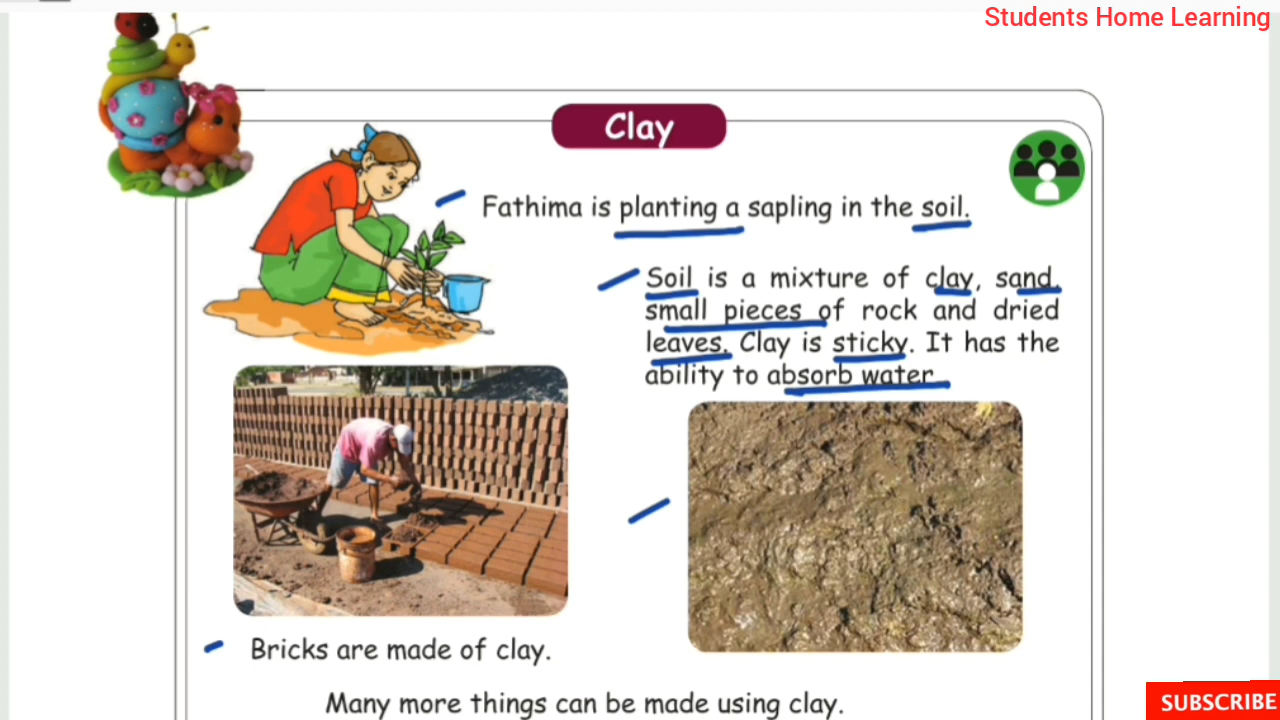 Students Home Learning
Clay
Fathima is planting a sapling in the soil.
Soil is a mixture of clay, sand,
small pieces of rock and dried
leaves. Clay is sticky. It has the
ability to absorb water
Bricks are made of clay.
Many more things can be made using clay.
SUBSCRIBE